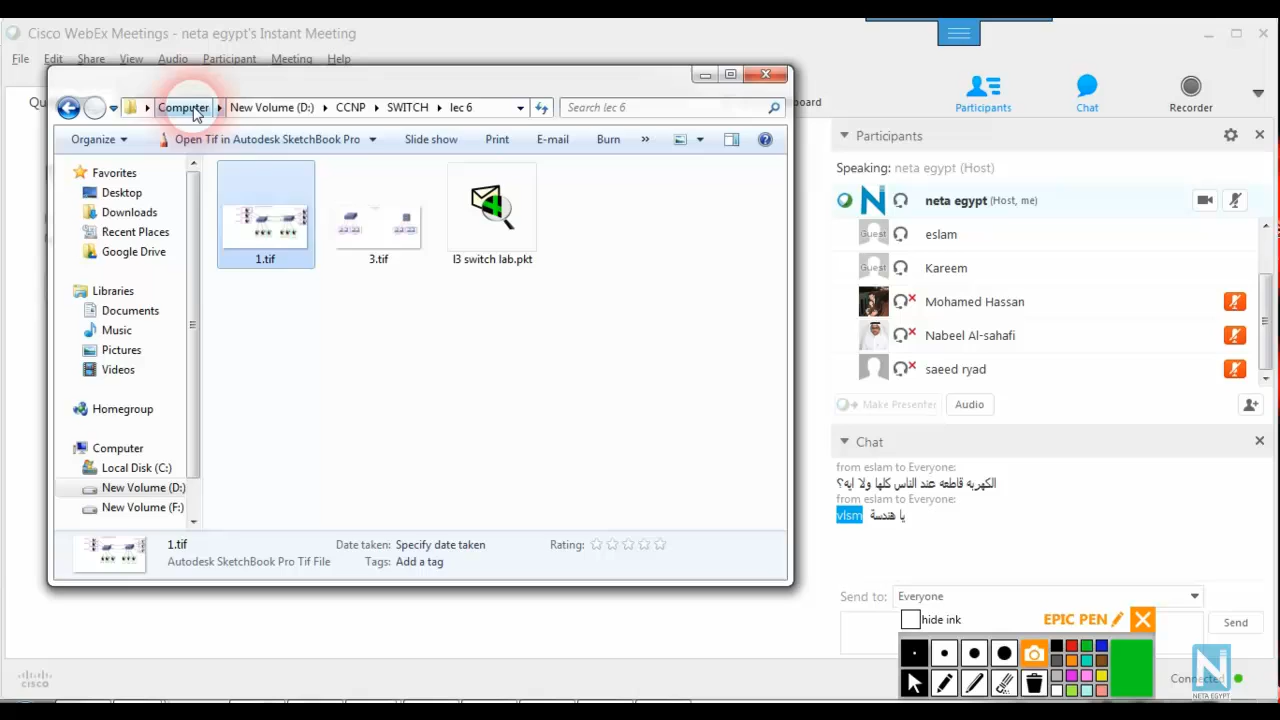 Cisco WebEx Meetings - neta egypt's Instant Meeting
File Edit Share View Audio Participant Meeting Help
Qu
Computer New Volume (D:) CCNP SWITCH lec 6
Search lec 6
Organize Open Tif in Autodesk SketchBook Pro Slide show Print E-mail Burn »
Favorites
Desktop
Downloads
Recent Places
Google Drive
Libraries
Documents
Music
Pictures
Videos
Homegroup
Computer
Local Disk (C:)
New Volume (D:)
New Volume (F:)
1.tif
3.tif
l3 switch lab.pkt
1.tif Date taken: Specify date taken Rating:
Autodesk SketchBook Pro Tif File Tags: Add a tag
board
Participants Chat Recorder
Participants
Speaking: neta egypt (Host)
neta egypt (Host, me)
Guest eslam
Guest Kareem
Mohamed Hassan
Nabeel Al-sahafi
saeed ryad
Make Presenter Audio
Chat
from eslam to Everyone:
الكهربه قاطعه عند الناس كلها ولا ايه؟
from eslam to Everyone:
يا هندسة vlsm
Send to: Everyone
Send
hide ink EPIC PEN
cisco
Connected
N
NETA EGYPT